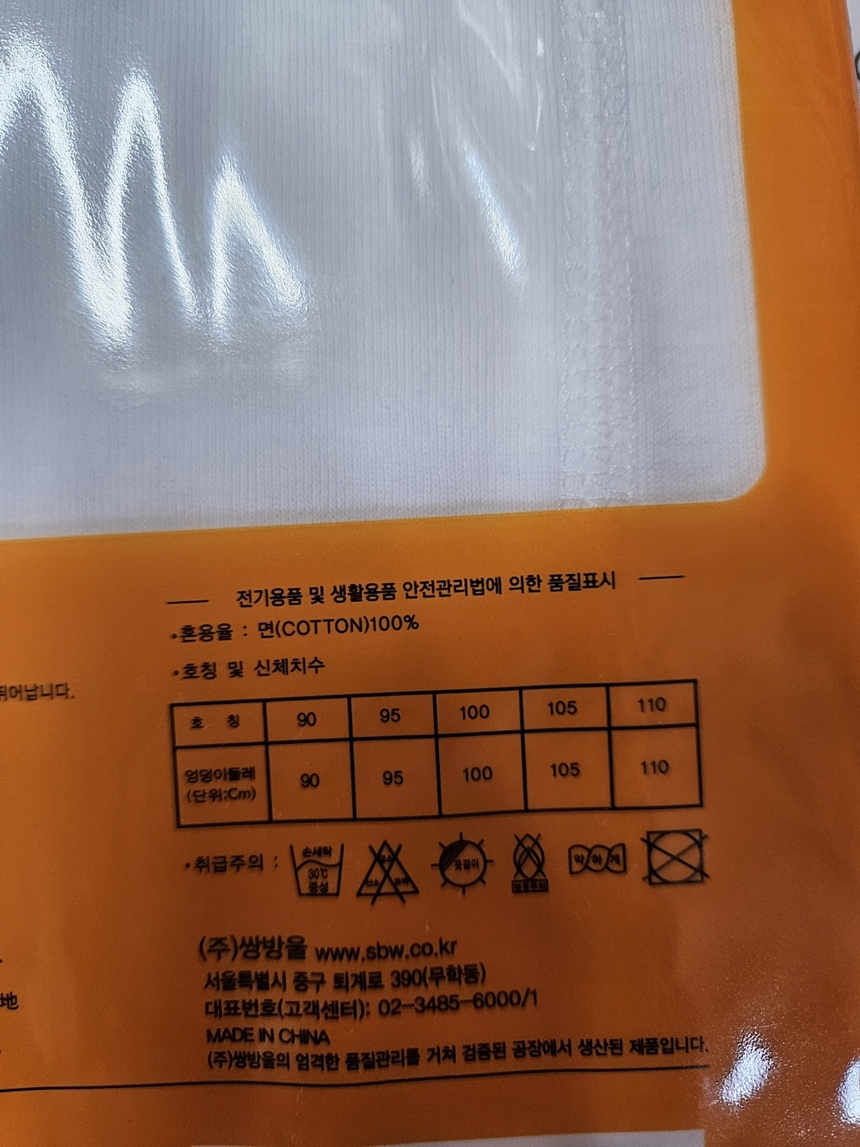 전기용품 및 생활용품 안전관리법에 의한 품질표시
•혼용율 : 면(COTTON)100%
•호칭 및 신체치수
뛰어납니다.
호 칭 90 95 100 105 110
엉덩이둘레 (단위:Cm) 90 95 100 105 110
•취급주의 : 손세탁 30℃ 중성 옷걸이 약하게
(주)쌍방울 www.sbw.co.kr
서울특별시 중구 퇴계로 390(무학동)
地
대표번호(고객센터): 02-3485-6000/1
MADE IN CHINA
(주)쌍방울의 엄격한 품질관리를 거쳐 검증된 공장에서 생산된 제품입니다.